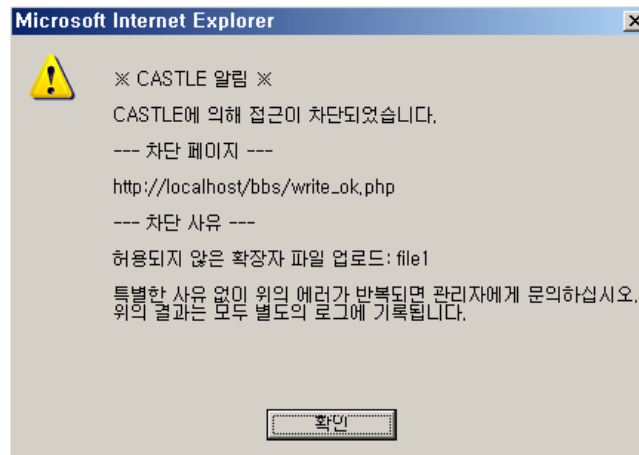 Microsoft Internet Explorer
※ CASTLE 알림 ※
CASTLE에 의해 접근이 차단되었습니다.
--- 차단 페이지 ---
http://localhost/bbs/write_ok.php
--- 차단 사유 ---
허용되지 않은 확장자 파일 업로드: file1
특별한 사유 없이 위의 에러가 반복되면 관리자에게 문의하십시오.
위의 결과는 모두 별도의 로그에 기록됩니다.
확인